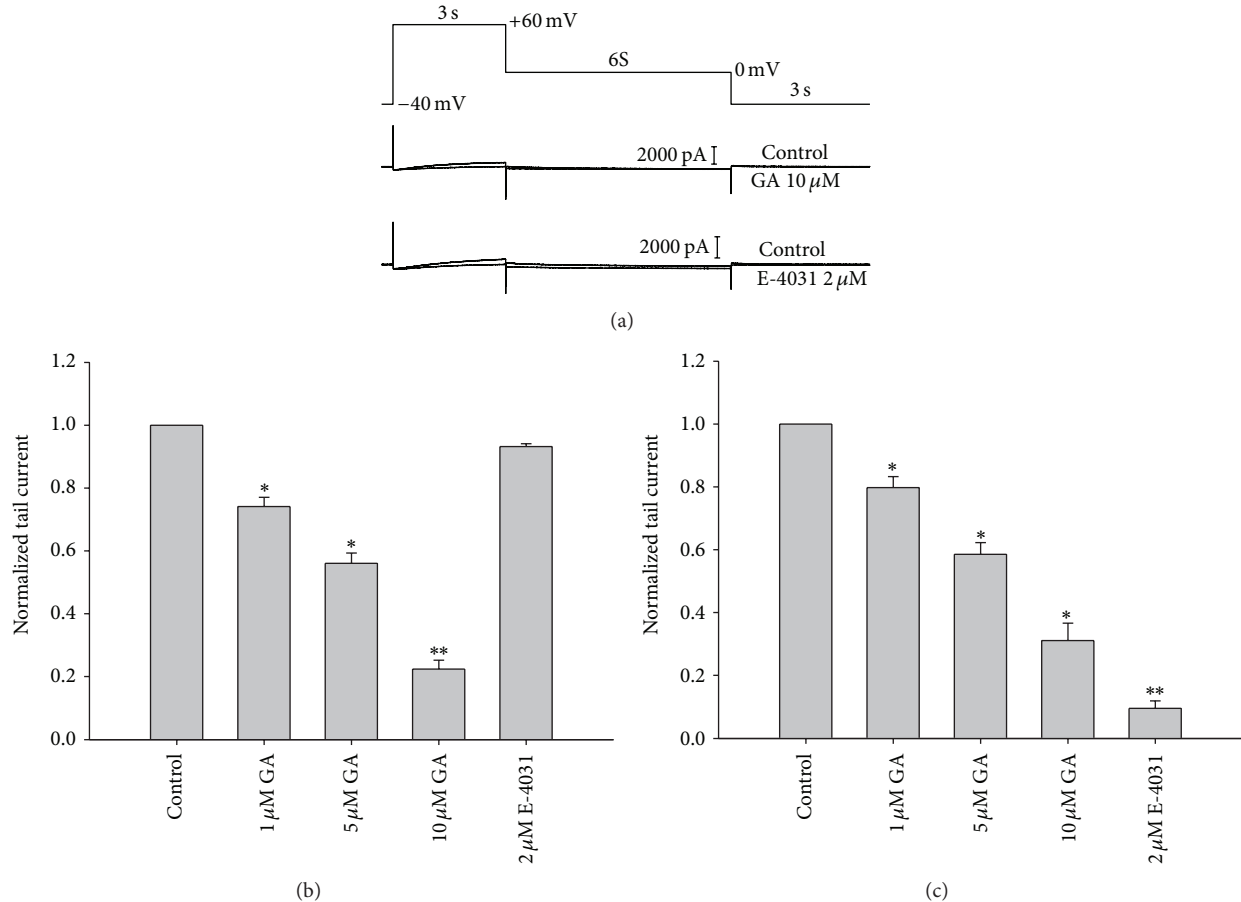 3 s
+60 mV
6S
0 mV
3 s
−40 mV
2000 pA
Control
GA 10 μM
2000 pA
Control
E-4031 2 μM
(a)
1.2
1.0
0.8
0.6
0.4
0.2
0.0
Normalized tail current
*
*
**
Control
1 μM GA
5 μM GA
10 μM GA
2 μM E-4031
(b)
1.2
1.0
0.8
0.6
0.4
0.2
0.0
Normalized tail current
*
*
*
**
Control
1 μM GA
5 μM GA
10 μM GA
2 μM E-4031
(c)